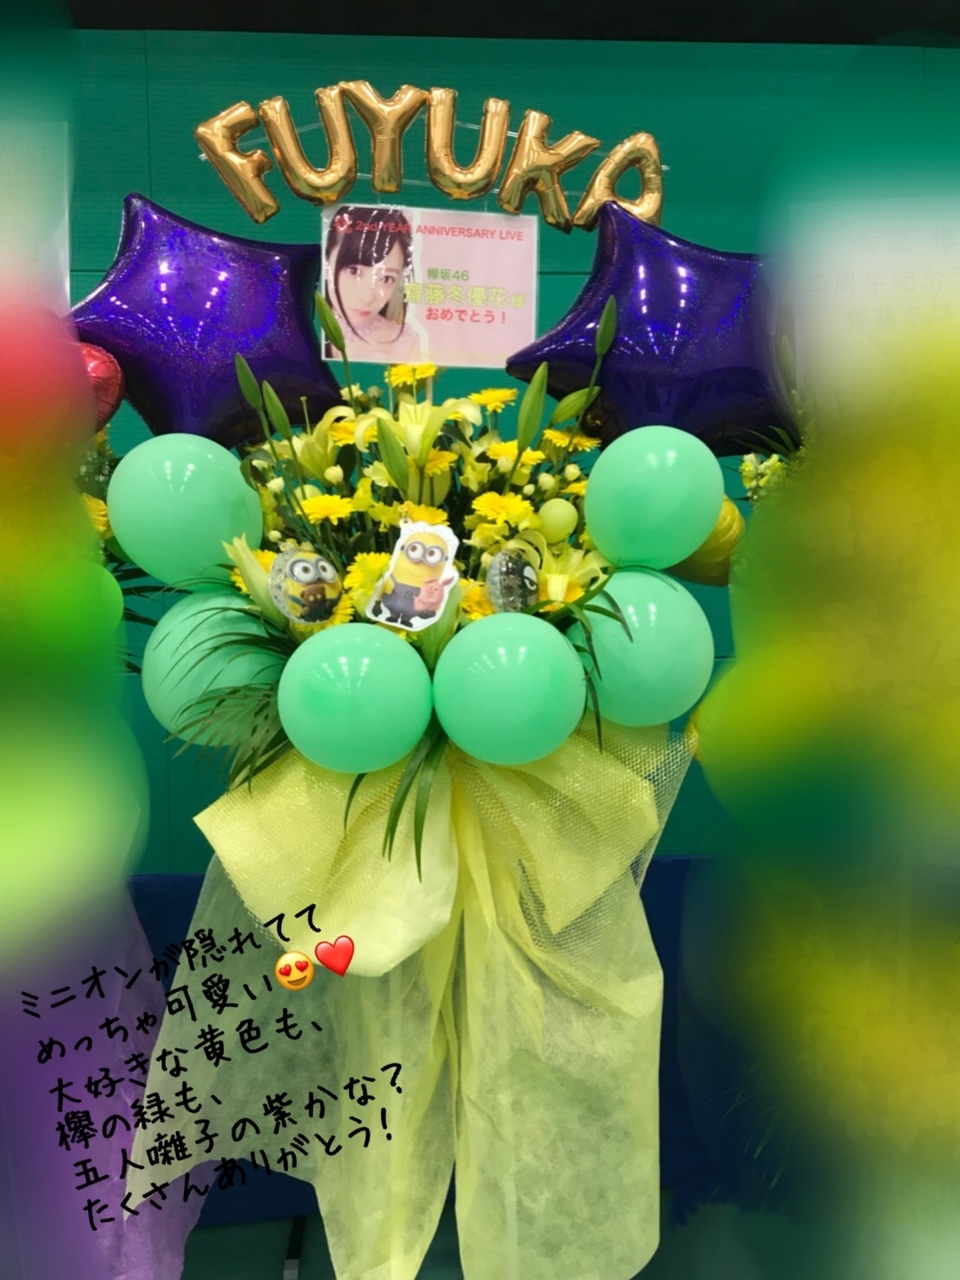 FUYUKA
2nd YEAR ANNIVERSARY LIVE
欅坂46
齋藤冬優花 様
おめでとう!
ミニオンが隠れてて
めっちゃ可愛い😍❤️
大好きな黄色も、
欅の緑も、
五人囃子の紫かな?
たくさんありがとう!